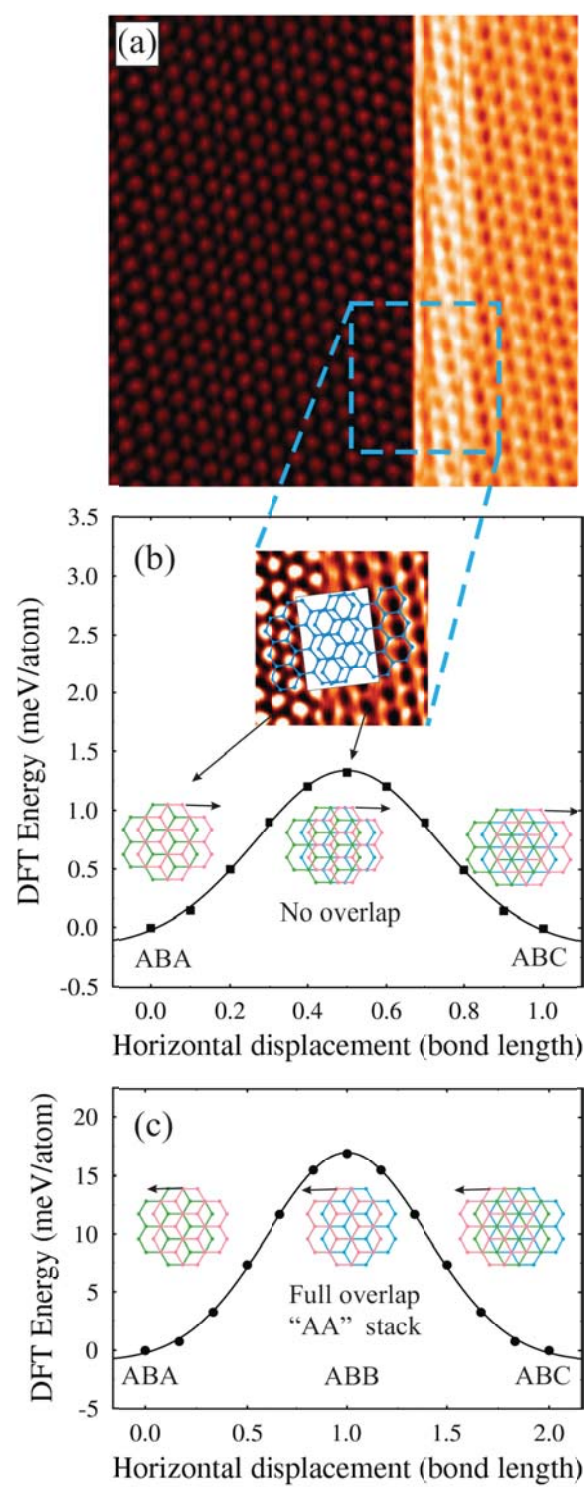 (a)
3.5
3.0
2.5
2.0
1.5
1.0
0.5
0.0
-0.5
DFT Energy (meV/atom)
(b)
No overlap
ABA
ABC
0.0 0.2 0.4 0.6 0.8 1.0
Horizontal displacement (bond length)
20
15
10
5
0
-5
DFT Energy (meV/atom)
(c)
Full overlap
“AA” stack
ABA
ABB
ABC
0.0 0.5 1.0 1.5 2.0
Horizontal displacement (bond length)